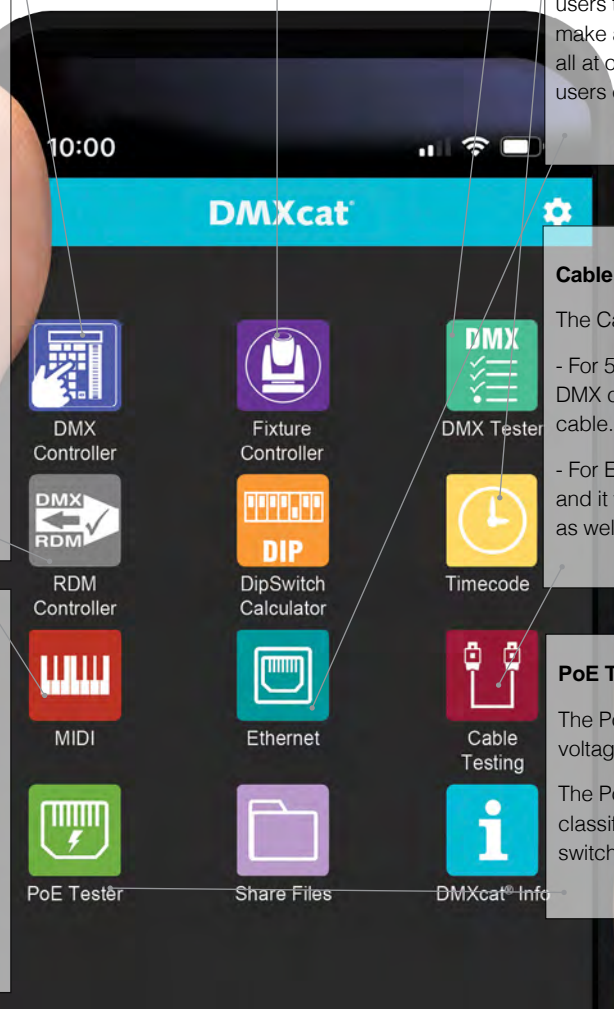 users
make a
all at o
users
10:00
DMXcat®
DMX
Controller
Fixture
Controller
DMX
DMX Tester
DMX
RDM
RDM
Controller
DIP
DipSwitch
Calculator
Timecode
MIDI
Ethernet
Cable
Testing
PoE Tester
Share Files
i
DMXcat® Info
Cable
The Ca
- For 5
DMX c
cable.
- For E
and it
as wel
PoE T
The Po
voltag
The Po
classif
switch